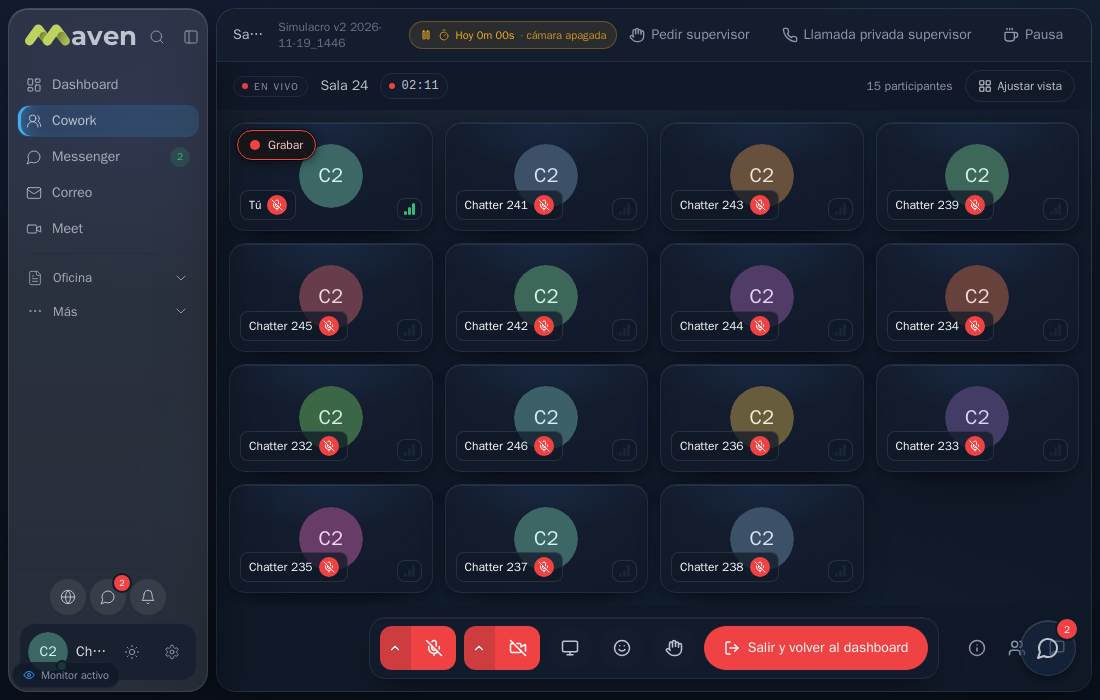 maven
Dashboard
Cowork
Messenger 2
Correo
Meet
Oficina
Más
2
C2 Ch···
Monitor activo
Sa···
Simulacro v2 2026-
11-19_1446
Hoy 0m 00s · cámara apagada
Pedir supervisor
Llamada privada supervisor
Pausa
EN VIVO Sala 24 02:11
15 participantes
Ajustar vista
Grabar
C2
Tú
C2
Chatter 241
C2
Chatter 243
C2
Chatter 239
C2
Chatter 245
C2
Chatter 242
C2
Chatter 244
C2
Chatter 234
C2
Chatter 232
C2
Chatter 246
C2
Chatter 236
C2
Chatter 233
C2
Chatter 235
C2
Chatter 237
C2
Chatter 238
Salir y volver al dashboard
2